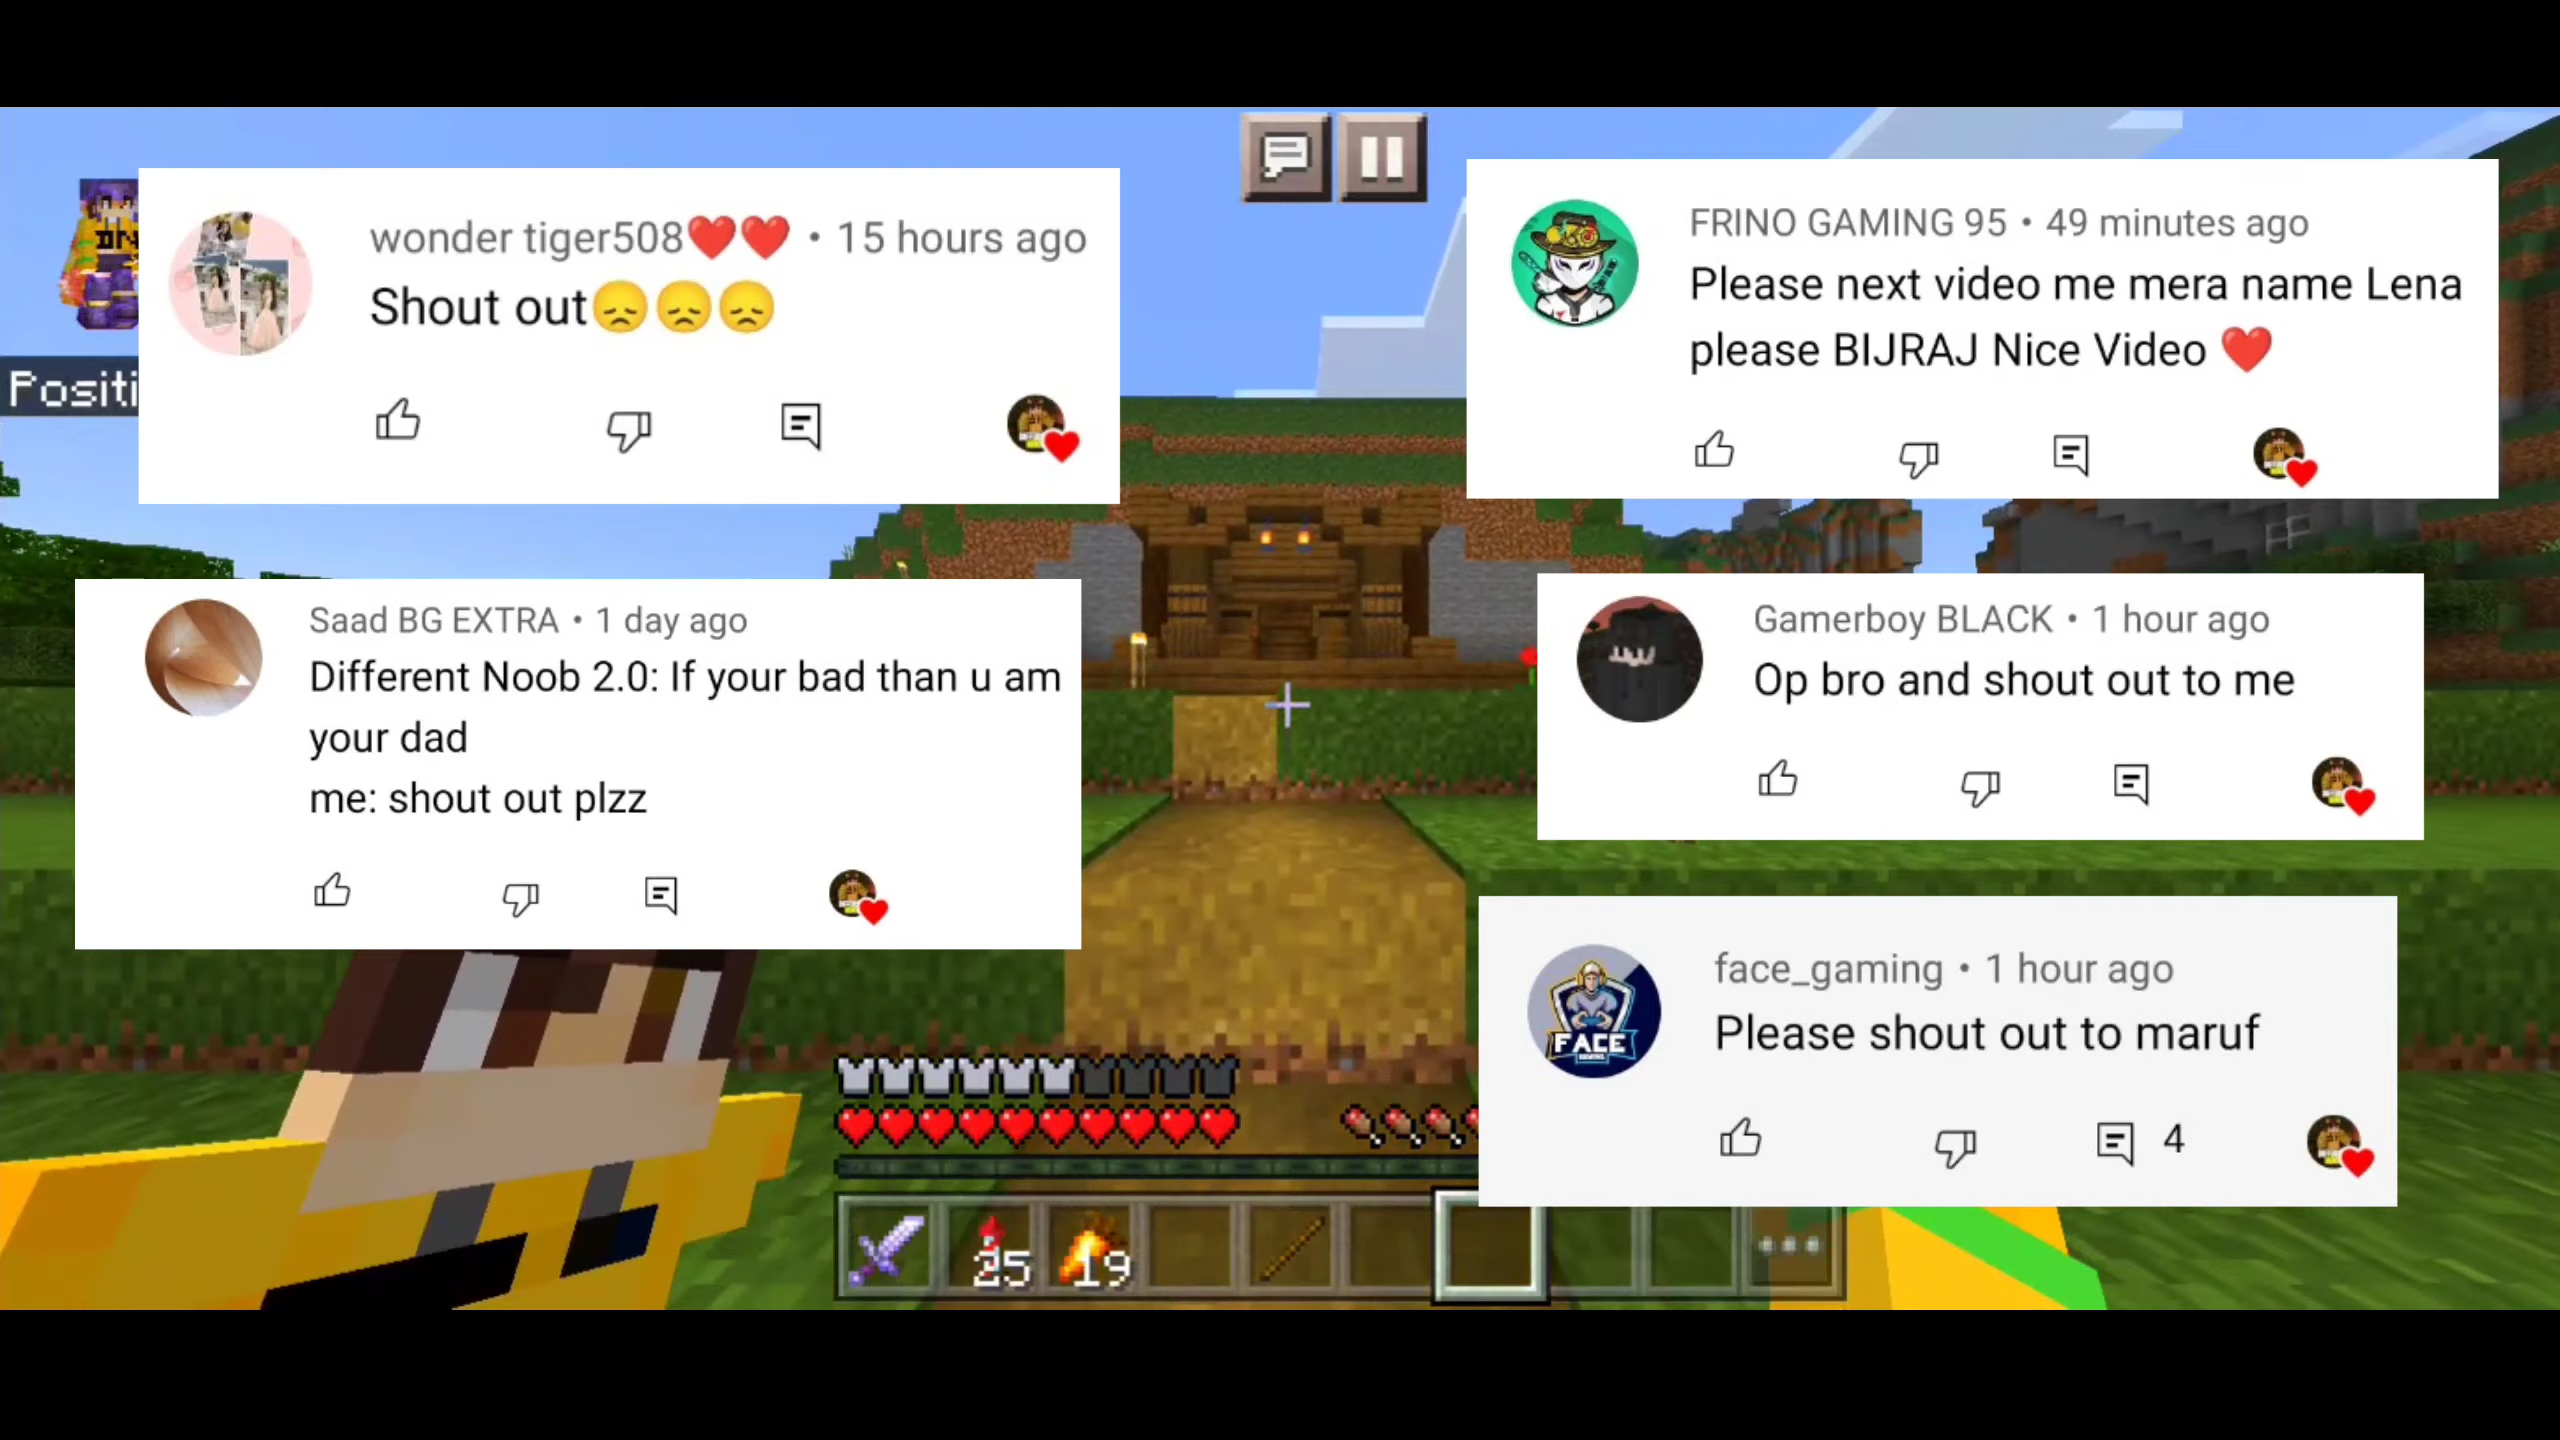 wonder tiger508❤️❤️ • 15 hours ago
Shout out😞😞😞
FRINO GAMING 95 • 49 minutes ago
Please next video me mera name Lena
please BIJRAJ Nice Video ❤️
Positi
Saad BG EXTRA • 1 day ago
Different Noob 2.0: If your bad than u am
your dad
me: shout out plzz
Gamerboy BLACK • 1 hour ago
Op bro and shout out to me
face_gaming • 1 hour ago
Please shout out to maruf
FACE
4
25
19